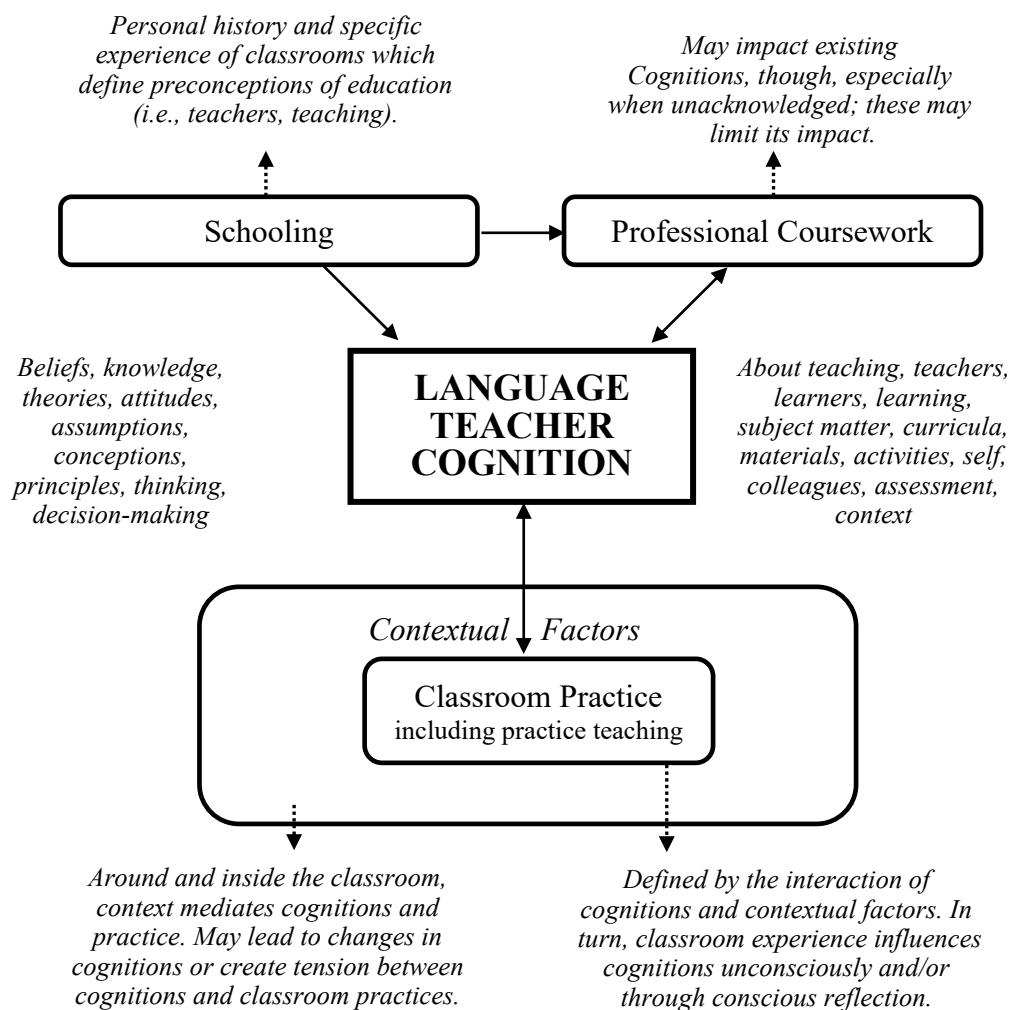 Personal history and specific
experience of classrooms which
define preconceptions of education
(i.e., teachers, teaching).
May impact existing
Cognitions, though, especially
when unacknowledged; these may
limit its impact.
Schooling
Professional Coursework
Beliefs, knowledge,
theories, attitudes,
assumptions,
conceptions,
principles, thinking,
decision-making
LANGUAGE
TEACHER
COGNITION
About teaching, teachers,
learners, learning,
subject matter, curricula,
materials, activities, self,
colleagues, assessment,
context
Contextual Factors
Classroom Practice
including practice teaching
Around and inside the classroom,
context mediates cognitions and
practice. May lead to changes in
cognitions or create tension between
cognitions and classroom practices.
Defined by the interaction of
cognitions and contextual factors. In
turn, classroom experience influences
cognitions unconsciously and/or
through conscious reflection.